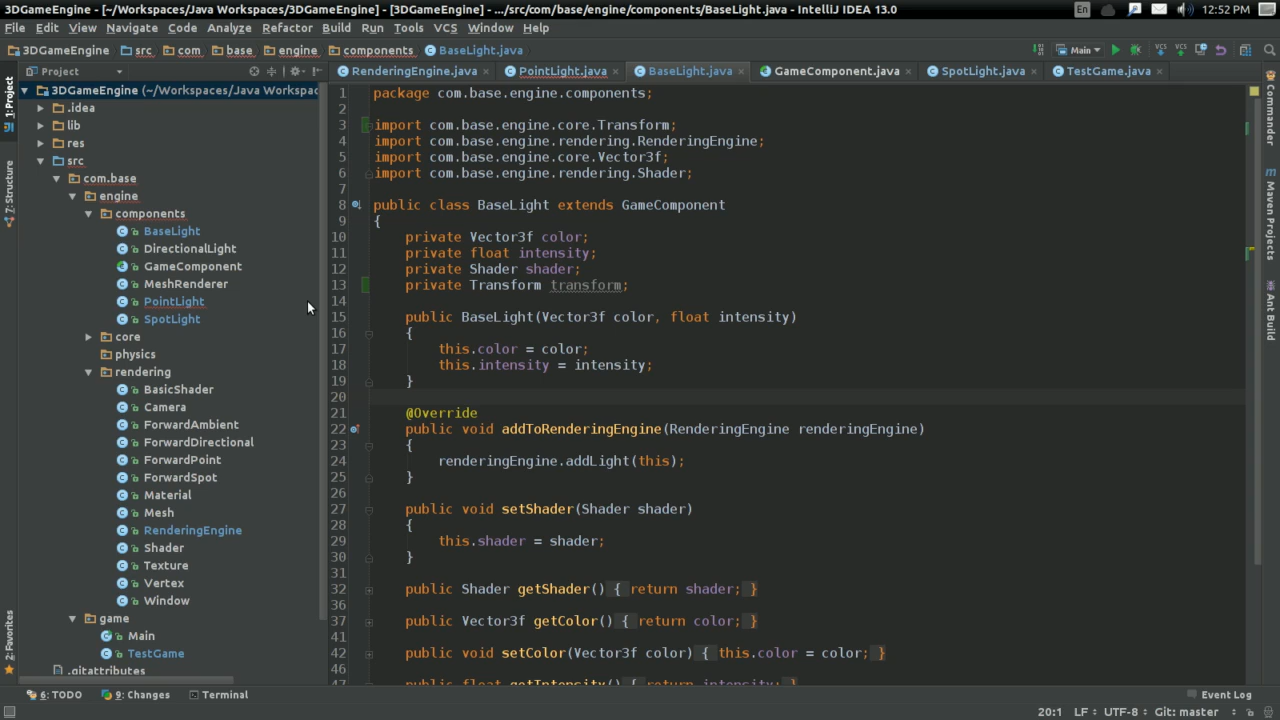 3DGameEngine - [~/Workspaces/Java Workspaces/3DGameEngine] - [3DGameEngine] - .../src/com/base/engine/components/BaseLight.java - IntelliJ IDEA 13.0
En
12:52 PM
File Edit View Navigate Code Analyze Refactor Build Run Tools VCS Window Help
3DGameEngine src com base engine components BaseLight.java
Main
Project
RenderingEngine.java PointLight.java BaseLight.java GameComponent.java SpotLight.java TestGame.java
1: Project
7: Structure
2: Favorites
3DGameEngine (~/Workspaces/Java Workspac
.idea
lib
res
src
com.base
engine
components
BaseLight
DirectionalLight
GameComponent
MeshRenderer
PointLight
SpotLight
core
physics
rendering
BasicShader
Camera
ForwardAmbient
ForwardDirectional
ForwardPoint
ForwardSpot
Material
Mesh
RenderingEngine
Shader
Texture
Vertex
Window
game
Main
TestGame
.gitattributes
1 package com.base.engine.components;
2
3 import com.base.engine.core.Transform;
4 import com.base.engine.rendering.RenderingEngine;
5 import com.base.engine.core.Vector3f;
6 import com.base.engine.rendering.Shader;
7
8 public class BaseLight extends GameComponent
9 {
10 private Vector3f color;
11 private float intensity;
12 private Shader shader;
13 private Transform transform;
14
15 public BaseLight(Vector3f color, float intensity)
16 {
17 this.color = color;
18 this.intensity = intensity;
19 }
20
21 @Override
22 public void addToRenderingEngine(RenderingEngine renderingEngine)
23 {
24 renderingEngine.addLight(this);
25 }
26
27 public void setShader(Shader shader)
28 {
29 this.shader = shader;
30 }
31
32 public Shader getShader() { return shader; }
36
37 public Vector3f getColor() { return color; }
41
42 public void setColor(Vector3f color) { this.color = color; }
46
47 public float getIntensity() { return intensity; }
Commander
m Maven Projects
Ant Build
6: TODO 9: Changes Terminal
Event Log
20:1 LF UTF-8 Git: master